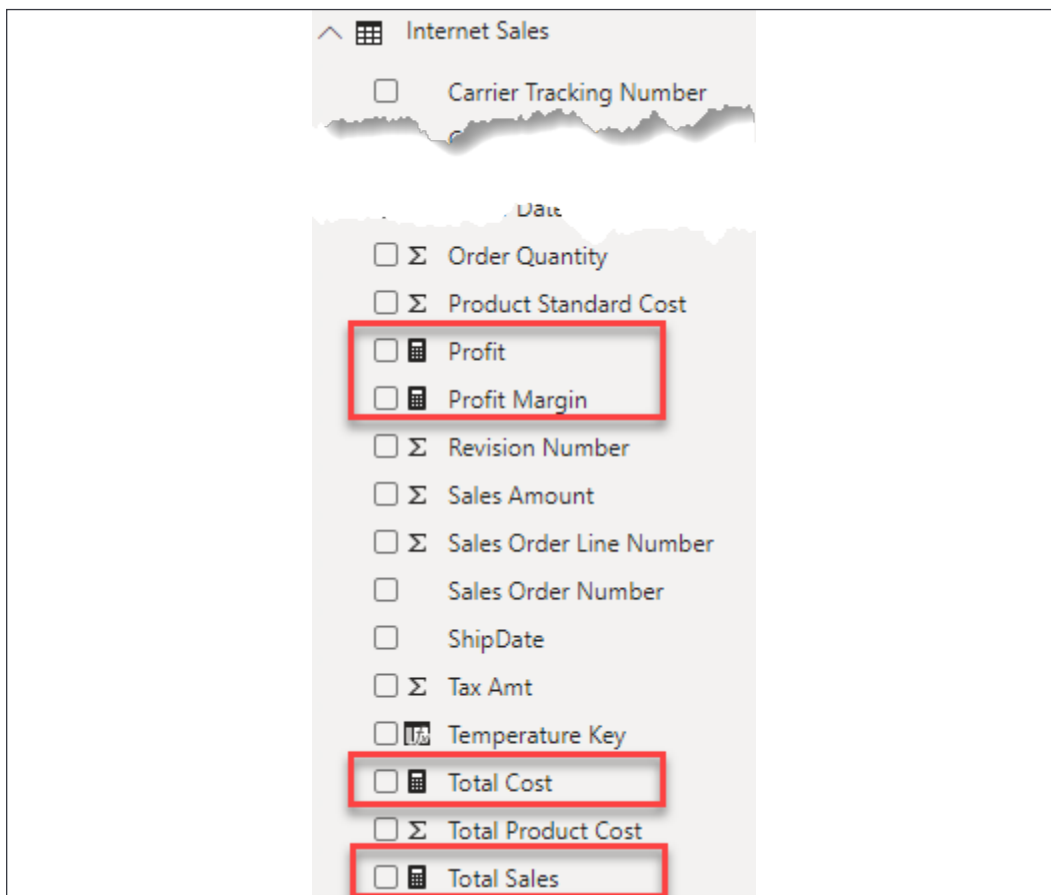 Internet Sales
Carrier Tracking Number
Date
Σ Order Quantity
Σ Product Standard Cost
Profit
Profit Margin
Σ Revision Number
Σ Sales Amount
Σ Sales Order Line Number
Sales Order Number
ShipDate
Σ Tax Amt
Temperature Key
Total Cost
Σ Total Product Cost
Total Sales